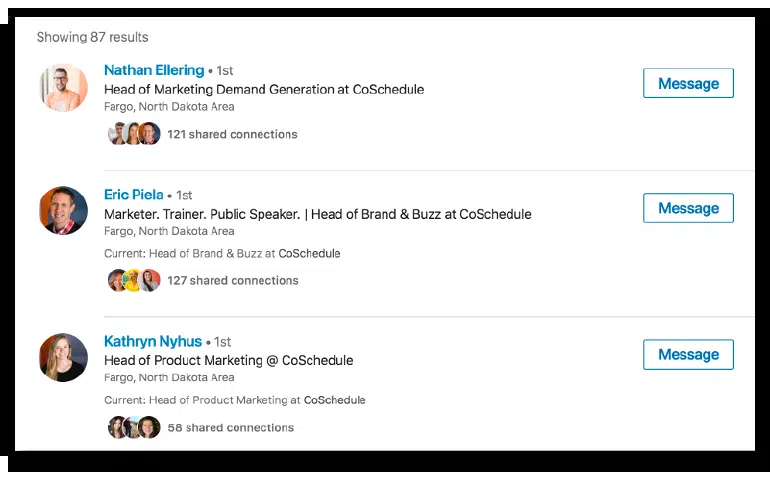 Showing 87 results
Nathan Ellering • 1st
Head of Marketing Demand Generation at CoSchedule
Fargo, North Dakota Area
121 shared connections
Message
Eric Piela • 1st
Marketer. Trainer. Public Speaker. | Head of Brand & Buzz at CoSchedule
Fargo, North Dakota Area
Current: Head of Brand & Buzz at CoSchedule
127 shared connections
Message
Kathryn Nyhus • 1st
Head of Product Marketing @ CoSchedule
Fargo, North Dakota Area
Current: Head of Product Marketing at CoSchedule
58 shared connections
Message